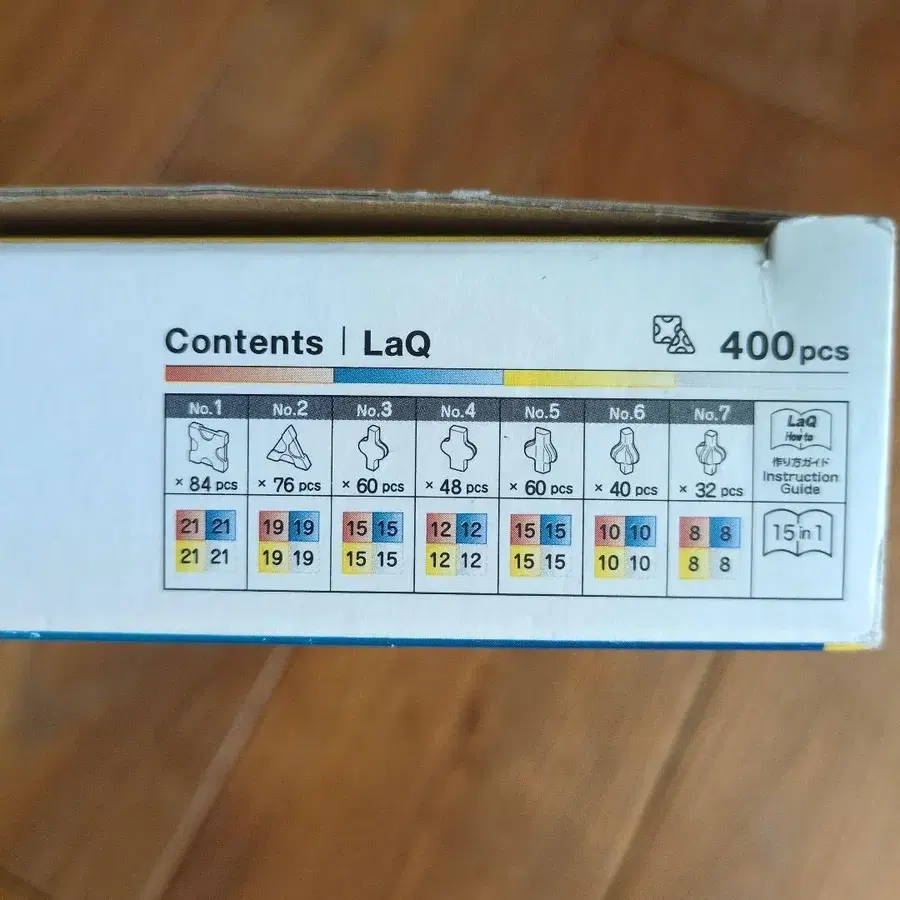 Contents | LaQ 400 pcs
No.1 No.2 No.3 No.4 No.5 No.6 No.7
LaQ
How to
作り方ガイド
Instruction
Guide
× 84 pcs × 76 pcs × 60 pcs × 48 pcs × 60 pcs × 40 pcs × 32 pcs
21 21 19 19 15 15 12 12 15 15 10 10 8 8
15 in 1
21 21 19 19 15 15 12 12 15 15 10 10 8 8